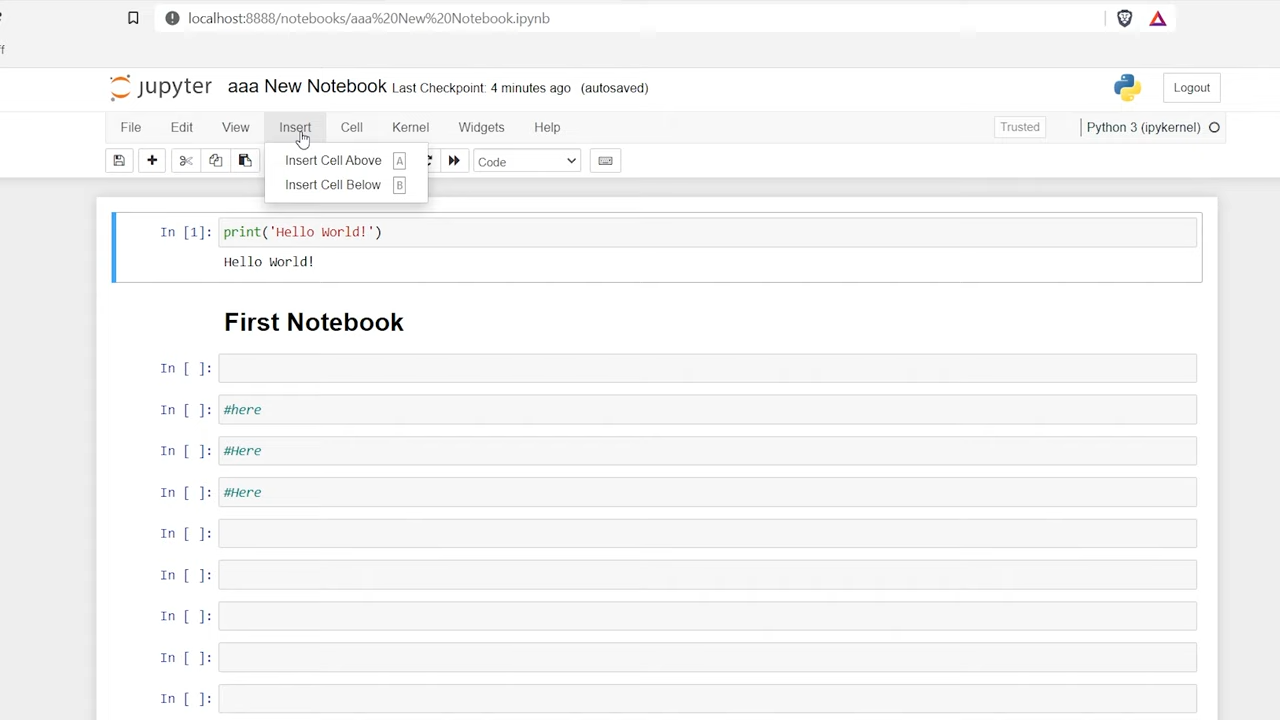 localhost:8888/notebooks/aaa%20New%20Notebook.ipynb
jupyter aaa New Notebook Last Checkpoint: 4 minutes ago (autosaved) Logout
File Edit View Insert Cell Kernel Widgets Help Trusted Python 3 (ipykernel)
Insert Cell Above A Code
Insert Cell Below B
In [1]: print('Hello World!')
Hello World!
First Notebook
In [ ]:
In [ ]: #here
In [ ]: #Here
In [ ]: #Here
In [ ]:
In [ ]:
In [ ]:
In [ ]:
In [ ]: